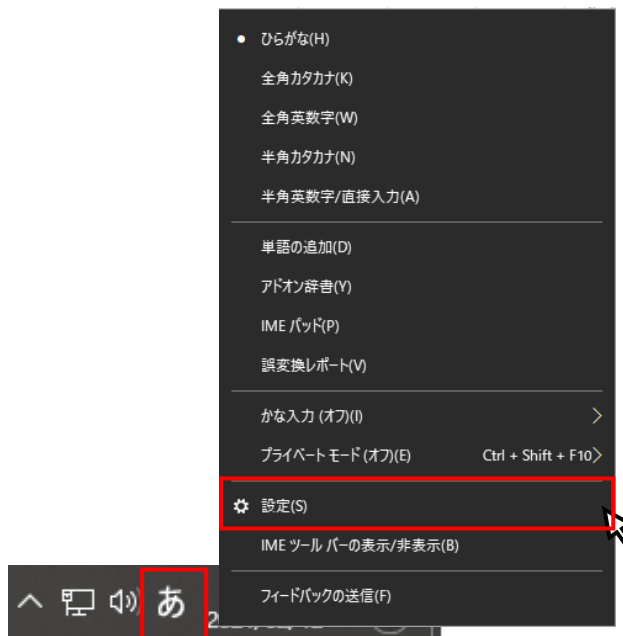 ひらがな(H)
全角カタカナ(K)
全角英数字(W)
半角カタカナ(N)
半角英数字/直接入力(A)
単語の追加(D)
アドオン辞書(Y)
IME パッド(P)
誤変換レポート(V)
かな入力 (オフ)(I)
プライベート モード (オフ)(E) Ctrl + Shift + F10
設定(S)
IME ツール バーの表示/非表示(B)
フィードバックの送信(F)
あ